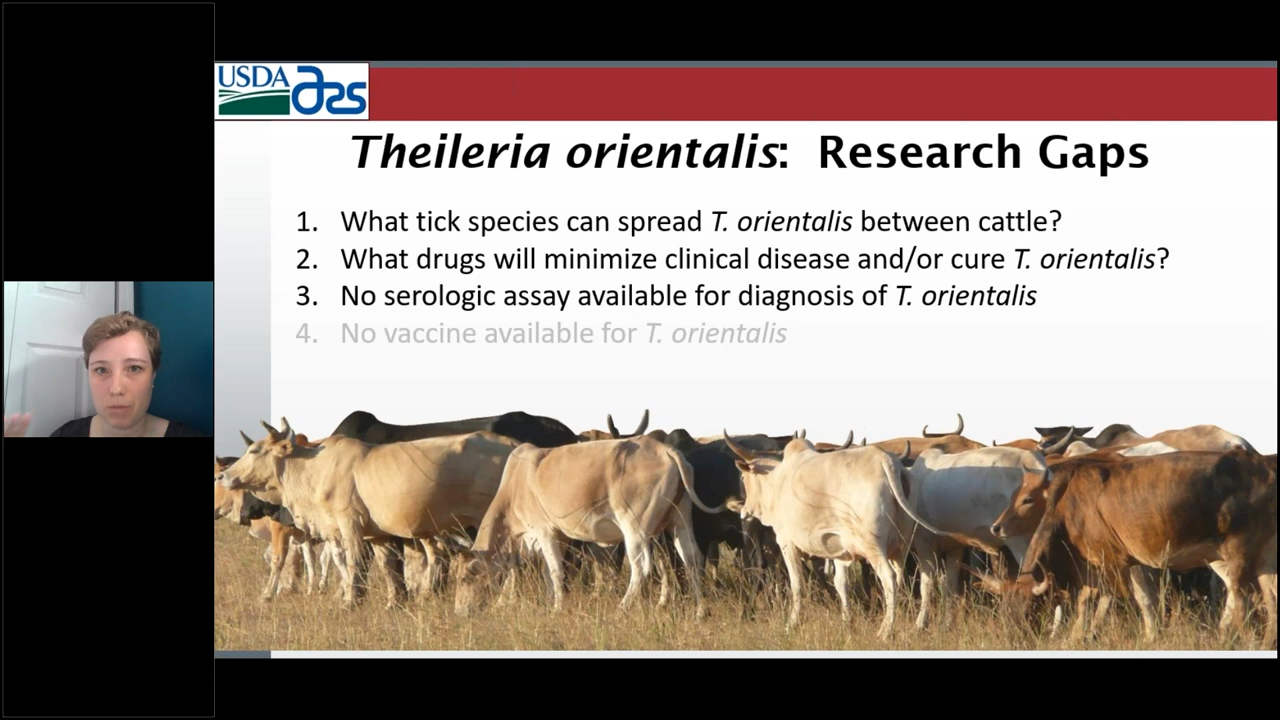 USDA ars
Theileria orientalis: Research Gaps
1. What tick species can spread T. orientalis between cattle?
2. What drugs will minimize clinical disease and/or cure T. orientalis?
3. No serologic assay available for diagnosis of T. orientalis
4. No vaccine available for T. orientalis